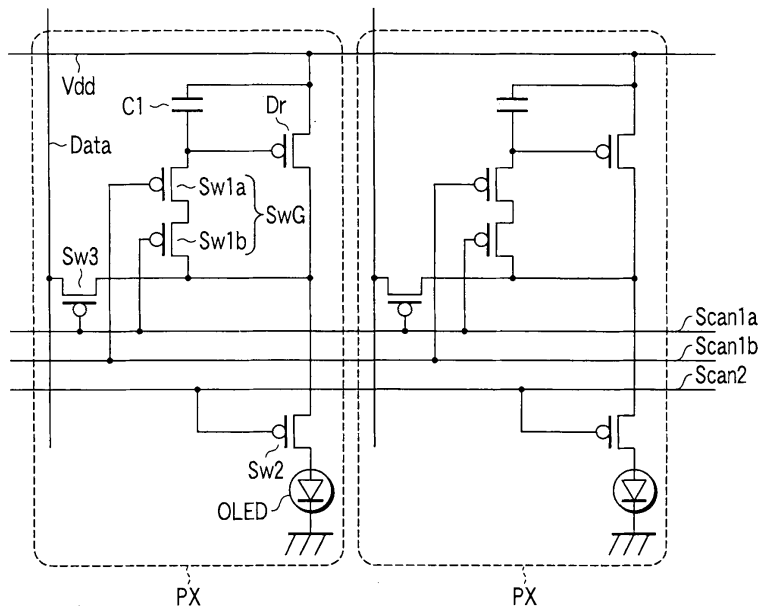 Vdd
C1
Dr
Data
Sw1a
SwG
Sw1b
Sw3
Scan1a
Scan1b
Scan2
Sw2
OLED
PX
PX